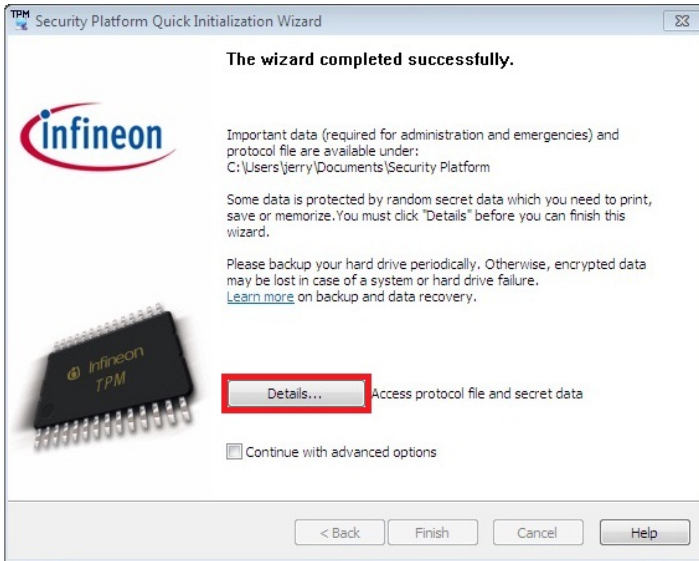 TPM
Security Platform Quick Initialization Wizard
The wizard completed successfully.
infineon
Important data (required for administration and emergencies) and
protocol file are available under:
C:\Users\jerry\Documents\Security Platform
Some data is protected by random secret data which you need to print,
save or memorize.You must click "Details" before you can finish this
wizard.
Please backup your hard drive periodically. Otherwise, encrypted data
may be lost in case of a system or hard drive failure.
Learn more on backup and data recovery.
Infineon
TPM
Details... Access protocol file and secret data
Continue with advanced options
< Back Finish Cancel Help